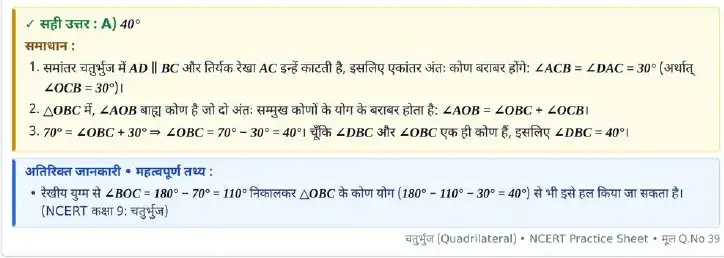 ✓ सही उत्तर : A) 40°
समाधान :
1. समांतर चतुर्भुज में AD ∥ BC और तिर्यक रेखा AC इन्हें काटती है, इसलिए एकांतर अंतः कोण बराबर होंगे: ∠ACB = ∠DAC = 30° (अर्थात्
∠OCB = 30°)।
2. △OBC में, ∠AOB बाह्य कोण है जो दो अंतः सम्मुख कोणों के योग के बराबर होता है: ∠AOB = ∠OBC + ∠OCB।
3. 70° = ∠OBC + 30° ⇒ ∠OBC = 70° − 30° = 40°। चूँकि ∠DBC और ∠OBC एक ही कोण हैं, इसलिए ∠DBC = 40°।
अतिरिक्त जानकारी • महत्वपूर्ण तथ्य :
• रेखीय युग्म से ∠BOC = 180° − 70° = 110° निकालकर △OBC के कोण योग (180° − 110° − 30° = 40°) से भी इसे हल किया जा सकता है।
(NCERT कक्षा 9: चतुर्भुज)
चतुर्भुज (Quadrilateral) • NCERT Practice Sheet • मूल Q.No 39